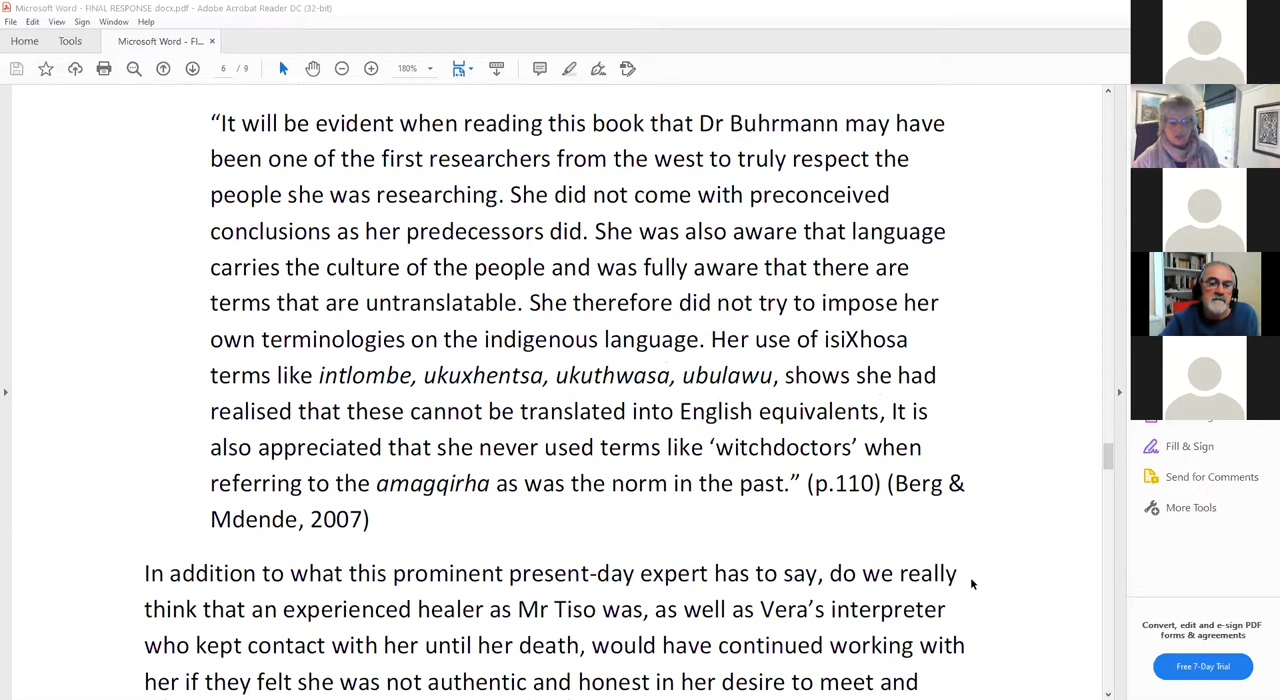 Microsoft Word - FINAL RESPONSE docx.pdf - Adobe Acrobat Reader DC (32-bit)
File Edit View Sign Window Help
Home Tools Microsoft Word - FI... ×
6 / 9 180%
“It will be evident when reading this book that Dr Buhrmann may have
been one of the first researchers from the west to truly respect the
people she was researching. She did not come with preconceived
conclusions as her predecessors did. She was also aware that language
carries the culture of the people and was fully aware that there are
terms that are untranslatable. She therefore did not try to impose her
own terminologies on the indigenous language. Her use of isiXhosa
terms like intlombe, ukuxhentsa, ukuthwasa, ubulawu, shows she had
realised that these cannot be translated into English equivalents, It is
also appreciated that she never used terms like ‘witchdoctors’ when
referring to the amagqirha as was the norm in the past.” (p.110) (Berg &
Mdende, 2007)
In addition to what this prominent present-day expert has to say, do we really
think that an experienced healer as Mr Tiso was, as well as Vera’s interpreter
who kept contact with her until her death, would have continued working with
her if they felt she was not authentic and honest in her desire to meet and
Fill & Sign
Send for Comments
More Tools
Convert, edit and e-sign PDF
forms & agreements
Free 7-Day Trial